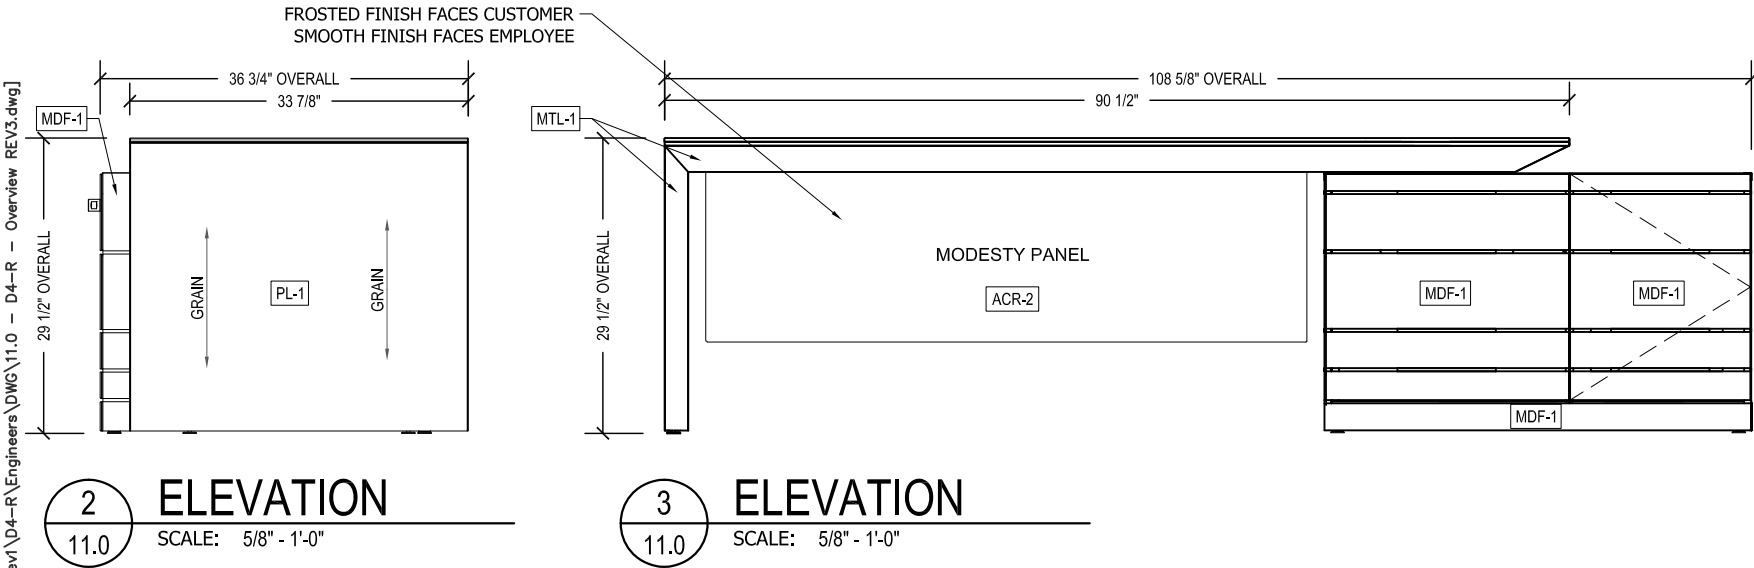 FROSTED FINISH FACES CUSTOMER
SMOOTH FINISH FACES EMPLOYEE
36 3/4" OVERALL
33 7/8"
MDF-1
29 1/2" OVERALL
GRAIN
PL-1
GRAIN
108 5/8" OVERALL
90 1/2"
MTL-1
29 1/2" OVERALL
MODESTY PANEL
ACR-2
MDF-1
MDF-1
MDF-1
2
11.0
ELEVATION
SCALE: 5/8" - 1'-0"
3
11.0
ELEVATION
SCALE: 5/8" - 1'-0"
ev1\D4-R\Engineers\DWG\11.0 - D4-R - Overview REV3.dwg]